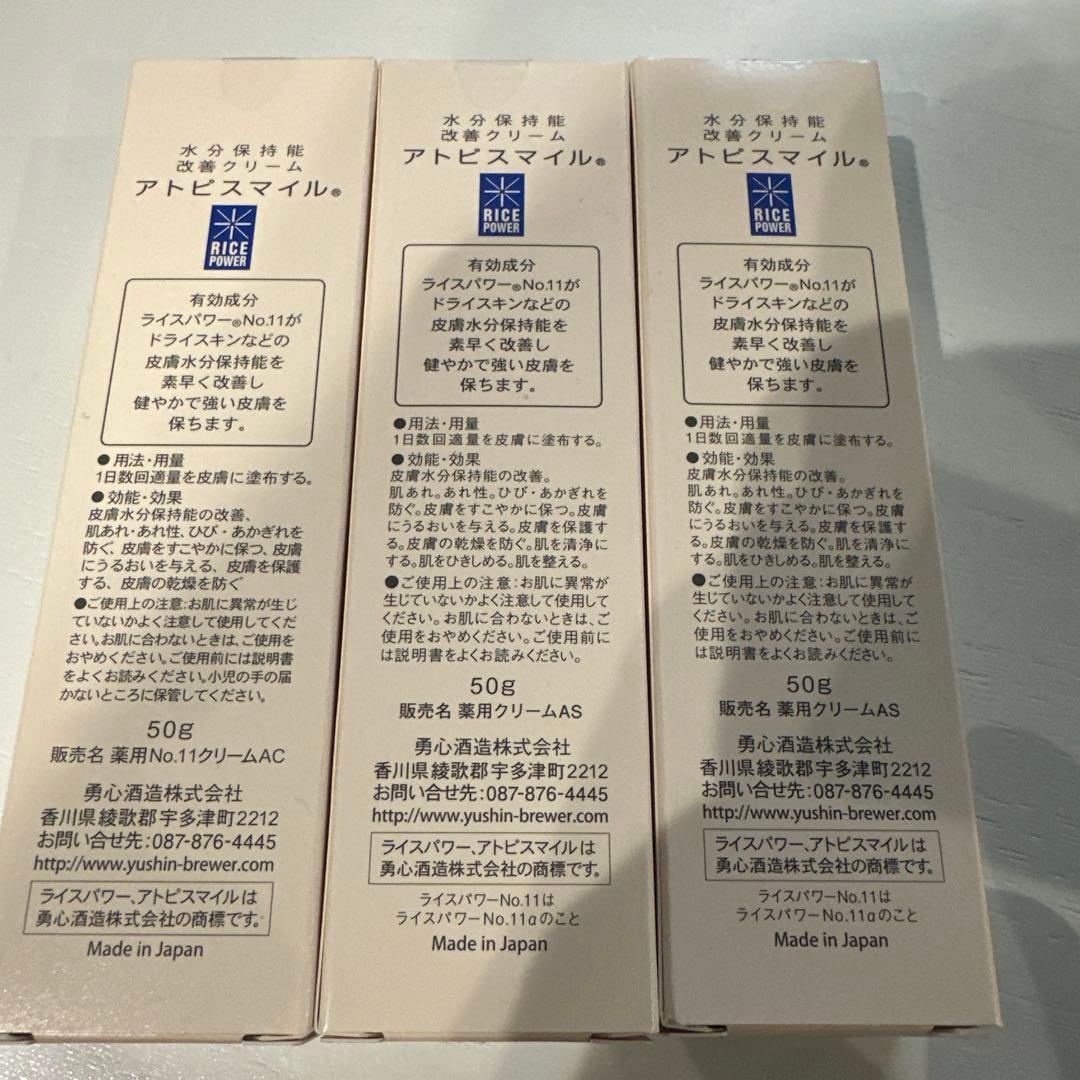 水分保持能
改善クリーム
アトピスマイル®
RICE
POWER
有効成分
ライスパワー®No.11が
ドライスキンなどの
皮膚水分保持能を
素早く改善し
健やかで強い皮膚を
保ちます。
●用法・用量
1日数回適量を皮膚に塗布する。
●効能・効果
皮膚水分保持能の改善、
肌あれ・あれ性、ひび・あかぎれを
防ぐ、皮膚をすこやかに保つ、皮膚
にうるおいを与える、皮膚を保護
する、皮膚の乾燥を防ぐ
●ご使用上の注意:お肌に異常が生じ
ていないかよく注意して使用してくだ
さい。お肌に合わないときは、ご使用を
おやめください。ご使用前には説明書
をよくお読みください。小児の手の届
かないところに保管してください。
50g
販売名 薬用No.11クリームAC
勇心酒造株式会社
香川県綾歌郡宇多津町2212
お問い合せ先:087-876-4445
http://www.yushin-brewer.com
ライスパワー、アトピスマイルは
勇心酒造株式会社の商標です。
Made in Japan
水分保持能
改善クリーム
アトピスマイル®
RICE
POWER
有効成分
ライスパワー®No.11が
ドライスキンなどの
皮膚水分保持能を
素早く改善し
健やかで強い皮膚を
保ちます。
●用法・用量
1日数回適量を皮膚に塗布する。
●効能・効果
皮膚水分保持能の改善。
肌あれ。あれ性。ひび・あかぎれを
防ぐ。皮膚をすこやかに保つ。皮膚
にうるおいを与える。皮膚を保護す
る。皮膚の乾燥を防ぐ。肌を清浄に
する。肌をひきしめる。肌を整える。
●ご使用上の注意:お肌に異常が
生じていないかよく注意して使用して
ください。お肌に合わないときは、ご
使用をおやめください。ご使用前に
は説明書をよくお読みください。
50g
販売名 薬用クリームAS
勇心酒造株式会社
香川県綾歌郡宇多津町2212
お問い合せ先:087-876-4445
http://www.yushin-brewer.com
ライスパワー、アトピスマイルは
勇心酒造株式会社の商標です。
ライスパワーNo.11は
ライスパワーNo.11αのこと
Made in Japan
水分保持能
改善クリーム
アトピスマイル®
RICE
POWER
有効成分
ライスパワー®No.11が
ドライスキンなどの
皮膚水分保持能を
素早く改善し
健やかで強い皮膚を
保ちます。
●用法・用量
1日数回適量を皮膚に塗布する。
●効能・効果
皮膚水分保持能の改善。
肌あれ。あれ性。ひび・あかぎれを
防ぐ。皮膚をすこやかに保つ。皮膚
にうるおいを与える。皮膚を保護す
る。皮膚の乾燥を防ぐ。肌を清浄に
する。肌をひきしめる。肌を整える。
●ご使用上の注意:お肌に異常が
生じていないかよく注意して使用して
ください。お肌に合わないときは、ご
使用をおやめください。ご使用前に
は説明書をよくお読みください。
50g
販売名 薬用クリームAS
勇心酒造株式会社
香川県綾歌郡宇多津町2212
お問い合せ先:087-876-4445
http://www.yushin-brewer.com
ライスパワー、アトピスマイルは
勇心酒造株式会社の商標です。
ライスパワーNo.11は
ライスパワーNo.11αのこと
Made in Japan